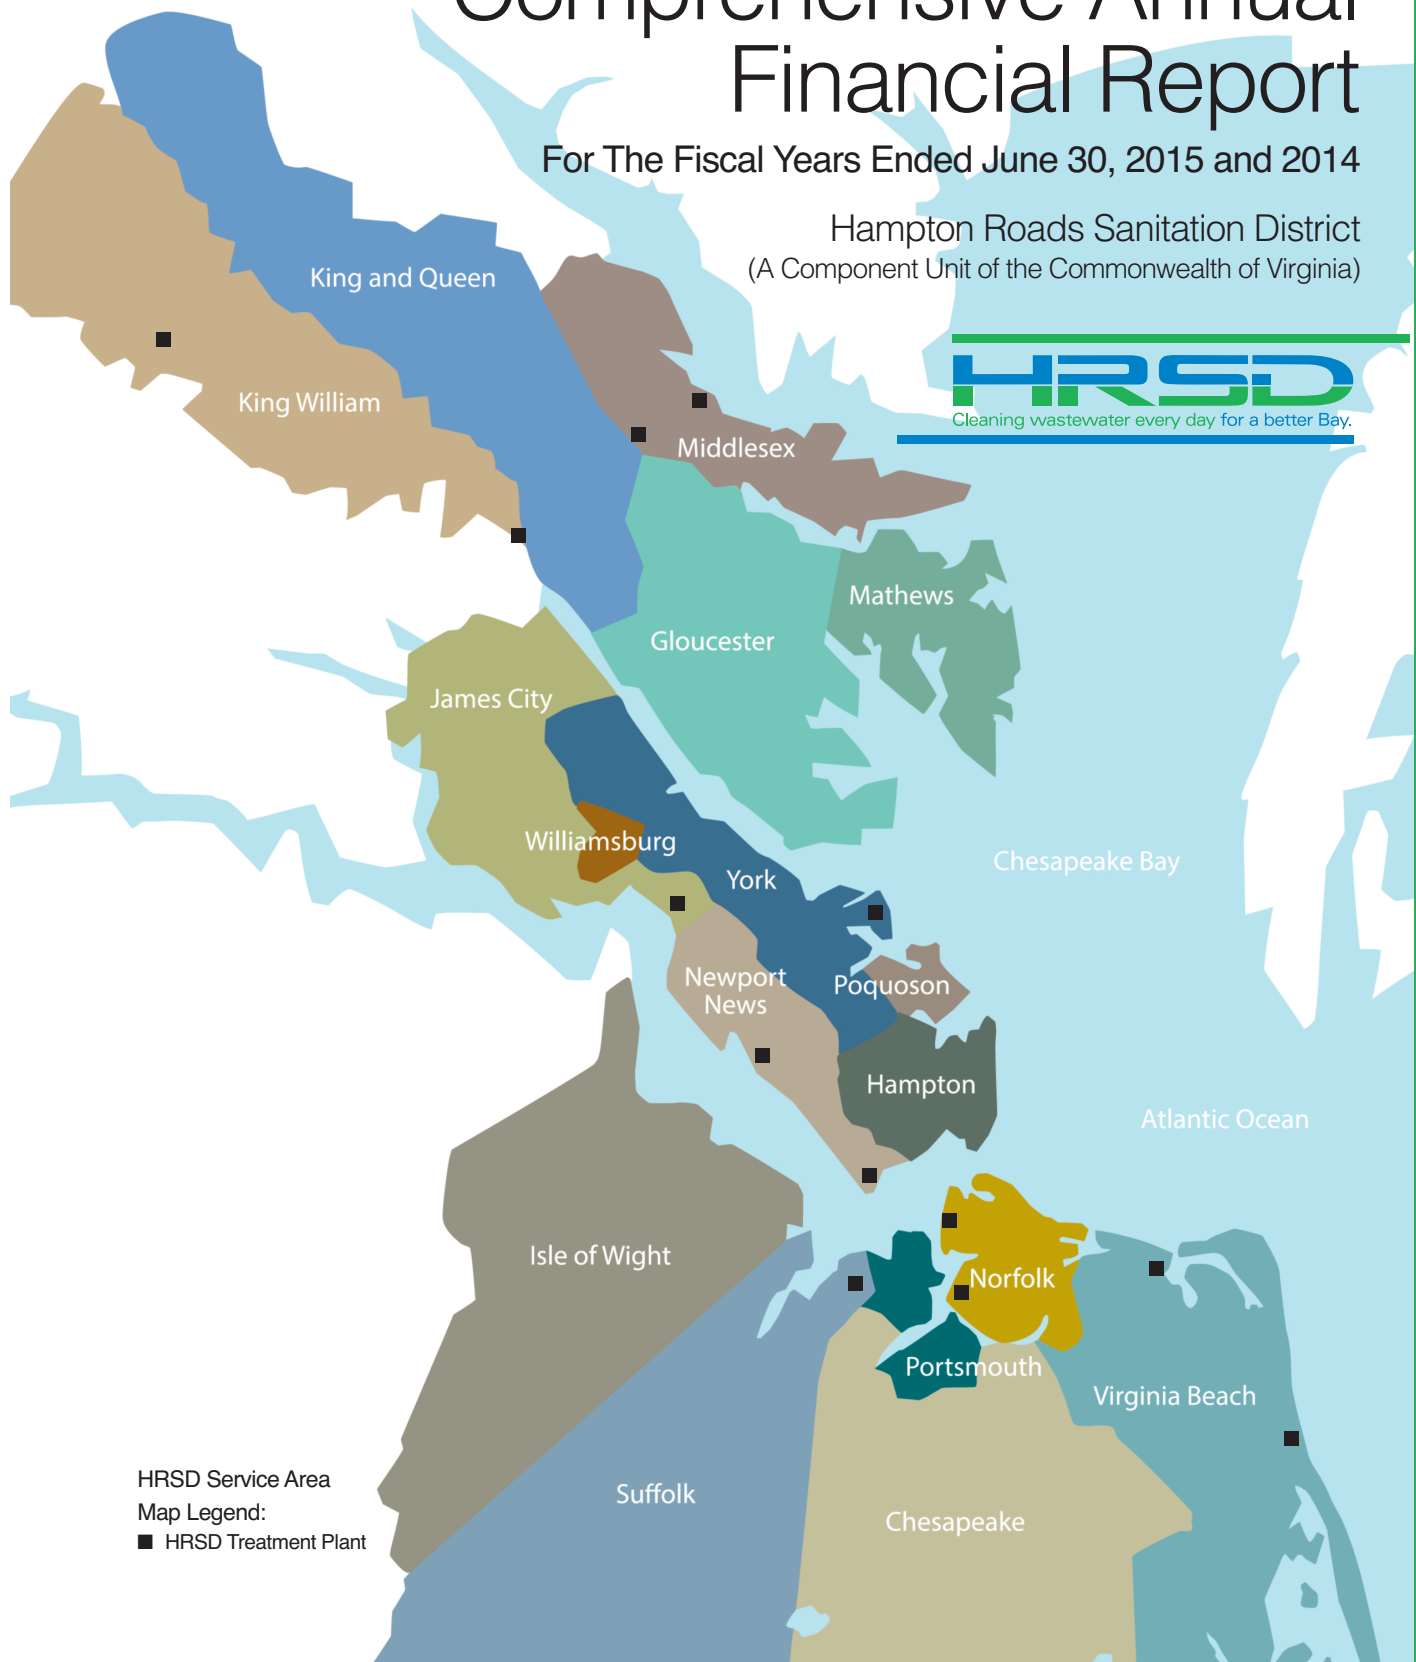 Comprehensive Annual
Financial Report
For The Fiscal Years Ended June 30, 2015 and 2014
Hampton Roads Sanitation District
(A Component Unit of the Commonwealth of Virginia)
HRSD
Cleaning wastewater every day for a better Bay.
King and Queen
King William
Middlesex
Mathews
Gloucester
James City
Williamsburg
York
Chesapeake Bay
Newport
News
Poquoson
Hampton
Atlantic Ocean
Isle of Wight
Norfolk
Portsmouth
Virginia Beach
Suffolk
Chesapeake
HRSD Service Area
Map Legend:
■ HRSD Treatment Plant